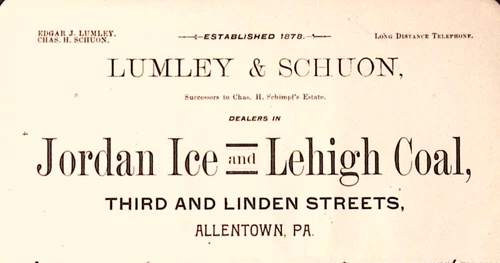 EDGAR J. LUMLEY.
CHAS. H. SCHUON.
ESTABLISHED 1878.
LONG DISTANCE TELEPHONE.
LUMLEY & SCHUON,
Successors to Chas. H. Schimpf's Estate.
DEALERS IN
Jordan Ice and Lehigh Coal,
THIRD AND LINDEN STREETS,
ALLENTOWN, PA.